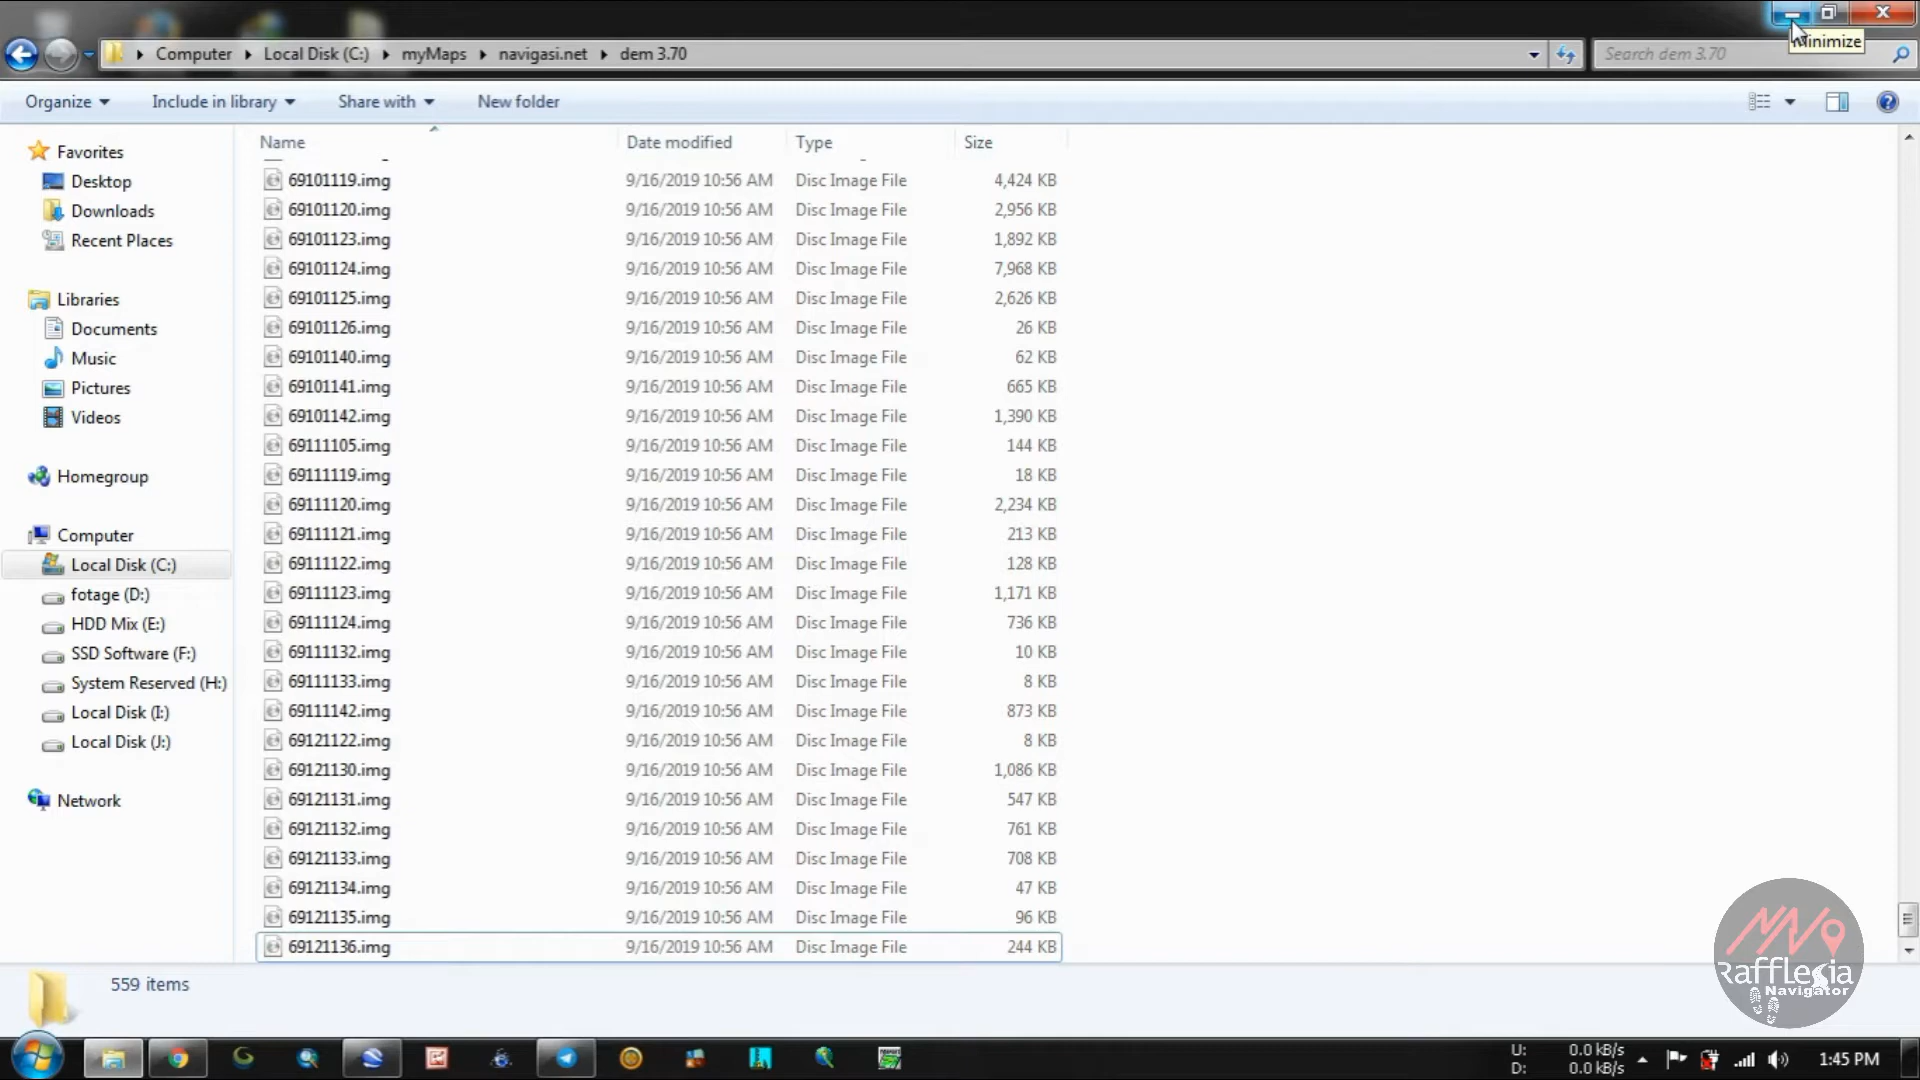 Minimize
Computer Local Disk (C:) myMaps navigasi.net dem 3.70
Search dem 3.70
Organize Include in library Share with New folder
Name Date modified Type Size
Favorites
Desktop
Downloads
Recent Places
Libraries
Documents
Music
Pictures
Videos
Homegroup
Computer
Local Disk (C:)
fotage (D:)
HDD Mix (E:)
SSD Software (F:)
System Reserved (H:)
Local Disk (I:)
Local Disk (J:)
Network
69101119.img 9/16/2019 10:56 AM Disc Image File 4,424 KB
69101120.img 9/16/2019 10:56 AM Disc Image File 2,956 KB
69101123.img 9/16/2019 10:56 AM Disc Image File 1,892 KB
69101124.img 9/16/2019 10:56 AM Disc Image File 7,968 KB
69101125.img 9/16/2019 10:56 AM Disc Image File 2,626 KB
69101126.img 9/16/2019 10:56 AM Disc Image File 26 KB
69101140.img 9/16/2019 10:56 AM Disc Image File 62 KB
69101141.img 9/16/2019 10:56 AM Disc Image File 665 KB
69101142.img 9/16/2019 10:56 AM Disc Image File 1,390 KB
69111105.img 9/16/2019 10:56 AM Disc Image File 144 KB
69111119.img 9/16/2019 10:56 AM Disc Image File 18 KB
69111120.img 9/16/2019 10:56 AM Disc Image File 2,234 KB
69111121.img 9/16/2019 10:56 AM Disc Image File 213 KB
69111122.img 9/16/2019 10:56 AM Disc Image File 128 KB
69111123.img 9/16/2019 10:56 AM Disc Image File 1,171 KB
69111124.img 9/16/2019 10:56 AM Disc Image File 736 KB
69111132.img 9/16/2019 10:56 AM Disc Image File 10 KB
69111133.img 9/16/2019 10:56 AM Disc Image File 8 KB
69111142.img 9/16/2019 10:56 AM Disc Image File 873 KB
69121122.img 9/16/2019 10:56 AM Disc Image File 8 KB
69121130.img 9/16/2019 10:56 AM Disc Image File 1,086 KB
69121131.img 9/16/2019 10:56 AM Disc Image File 547 KB
69121132.img 9/16/2019 10:56 AM Disc Image File 761 KB
69121133.img 9/16/2019 10:56 AM Disc Image File 708 KB
69121134.img 9/16/2019 10:56 AM Disc Image File 47 KB
69121135.img 9/16/2019 10:56 AM Disc Image File 96 KB
69121136.img 9/16/2019 10:56 AM Disc Image File 244 KB
559 items
RaffLesia
Navigator
U: 0.0 kB/s
D: 0.0 kB/s
1:45 PM